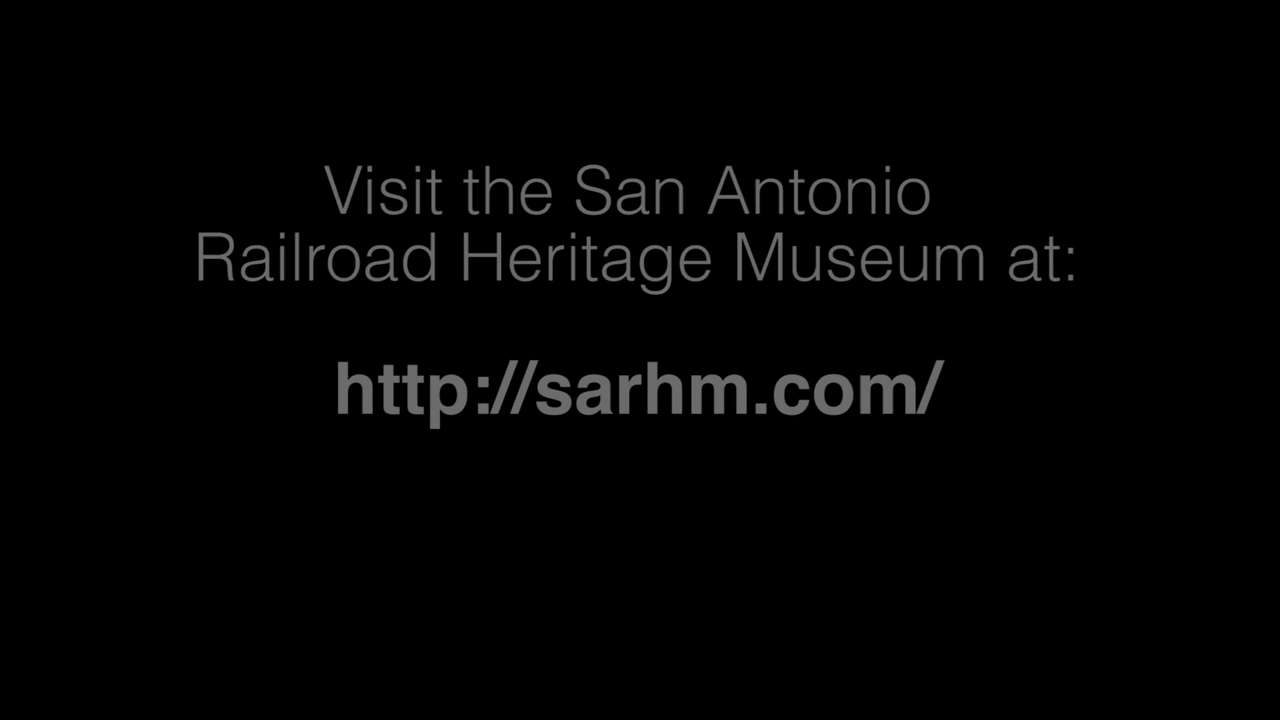 Visit the San Antonio
Railroad Heritage Museum at:
http://sarhm.com/